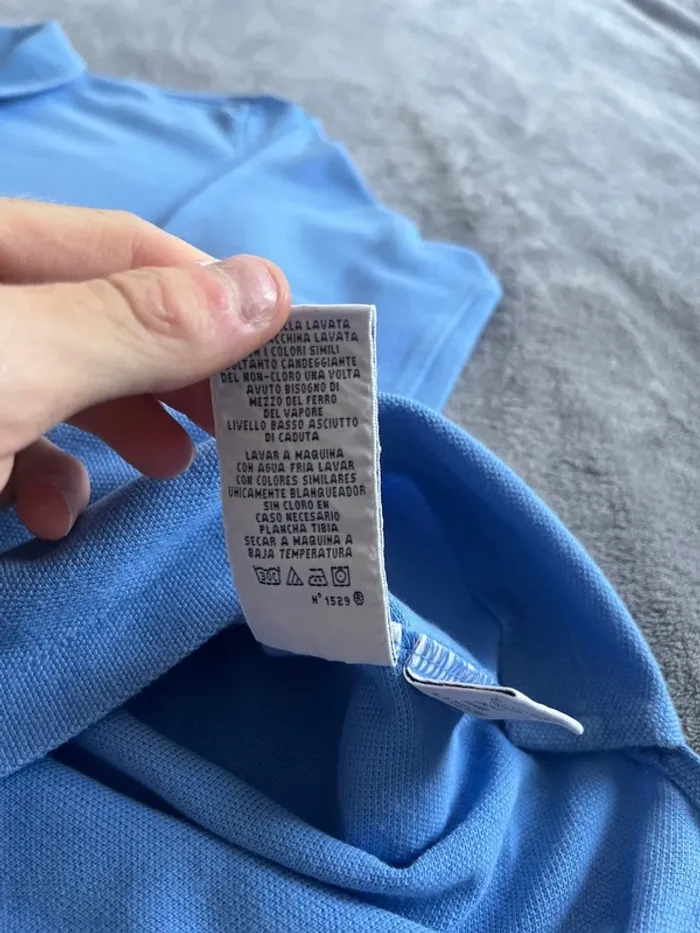 LLA LAVATA
ACCHINA LAVATA
I COLORI SIMILI
SOLTANTO CANDEGGIANTE
DEL NON-CLORO UNA VOLTA
AVUTO BISOGNO DI
MEZZO DEL FERRO
DEL VAPORE
LIVELLO BASSO ASCIUTTO
DI CADUTA
LAVAR A MAQUINA
CON AGUA FRIA LAVAR
CON COLORES SIMILARES
UNICAMENTE BLANQUEADOR
SIN CLORO EN
CASO NECESARIO
PLANCHA TIBIA
SECAR A MAQUINA A
BAJA TEMPERATURA
30C
N° 1529